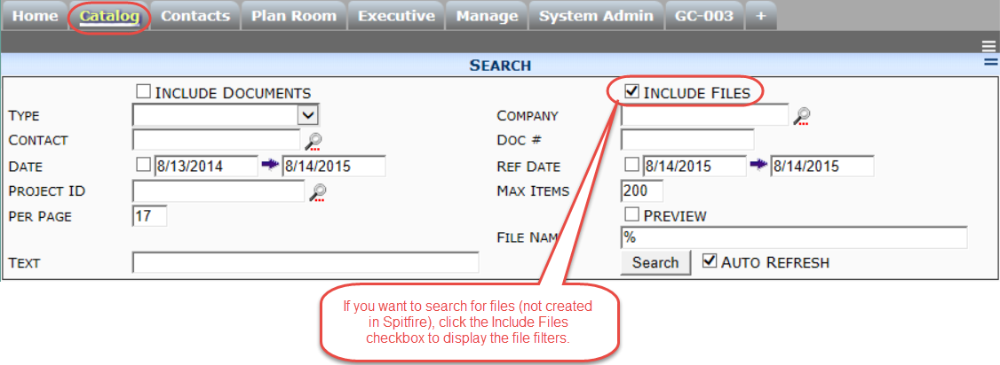 Home Catalog Contacts Plan Room Executive Manage System Admin GC-003 +
SEARCH
INCLUDE DOCUMENTS INCLUDE FILES
TYPE COMPANY
CONTACT DOC #
DATE 8/13/2014 8/14/2015 REF DATE 8/14/2015 8/14/2015
PROJECT ID MAX ITEMS 200
PER PAGE 17 PREVIEW
FILE NAM %
TEXT Search AUTO REFRESH
If you want to search for files (not created
in Spitfire), click the Include Files
checkbox to display the file filters.